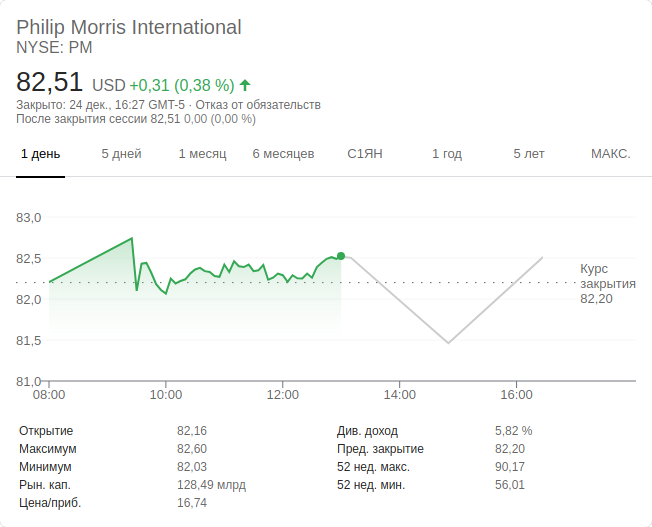 Philip Morris International
NYSE: PM
82,51 USD +0,31 (0,38 %)
Закрыто: 24 дек., 16:27 GMT-5 · Отказ от обязательств
После закрытия сессии 82,51 0,00 (0,00 %)
1 день 5 дней 1 месяц 6 месяцев С1ЯН 1 год 5 лет МАКС.
83,0
82,5
Курс
закрытия
82,20
82,0
81,5
81,0
08:00 10:00 12:00 14:00 16:00
Открытие 82,16 Див. доход 5,82 %
Максимум 82,60 Пред. закрытие 82,20
Минимум 82,03 52 нед. макс. 90,17
Рын. кап. 128,49 млрд 52 нед. мин. 56,01
Цена/приб. 16,74